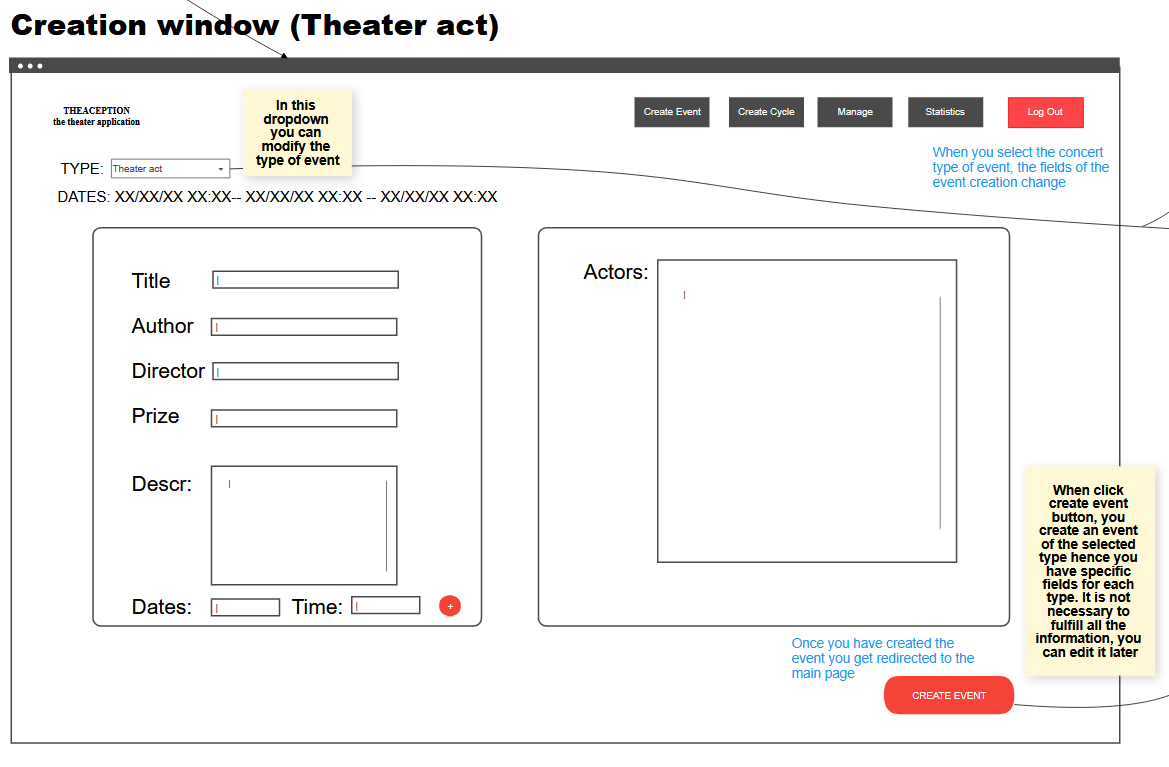 Creation window (Theater act)
THEACEPTION
the theater application
In this
dropdown
you can
modify the
type of event
Create Event
Create Cycle
Manage
Statistics
Log Out
When you select the concert
type of event, the fields of the
event creation change
TYPE: Theater act
DATES: XX/XX/XX XX:XX-- XX/XX/XX XX:XX -- XX/XX/XX XX:XX
Title
Author
Director
Prize
Descr:
Dates:
Time:
+
Actors:
When click
create event
button, you
create an event
of the selected
type hence you
have specific
fields for each
type. It is not
necessary to
fulfill all the
information, you
can edit it later
Once you have created the
event you get redirected to the
main page
CREATE EVENT